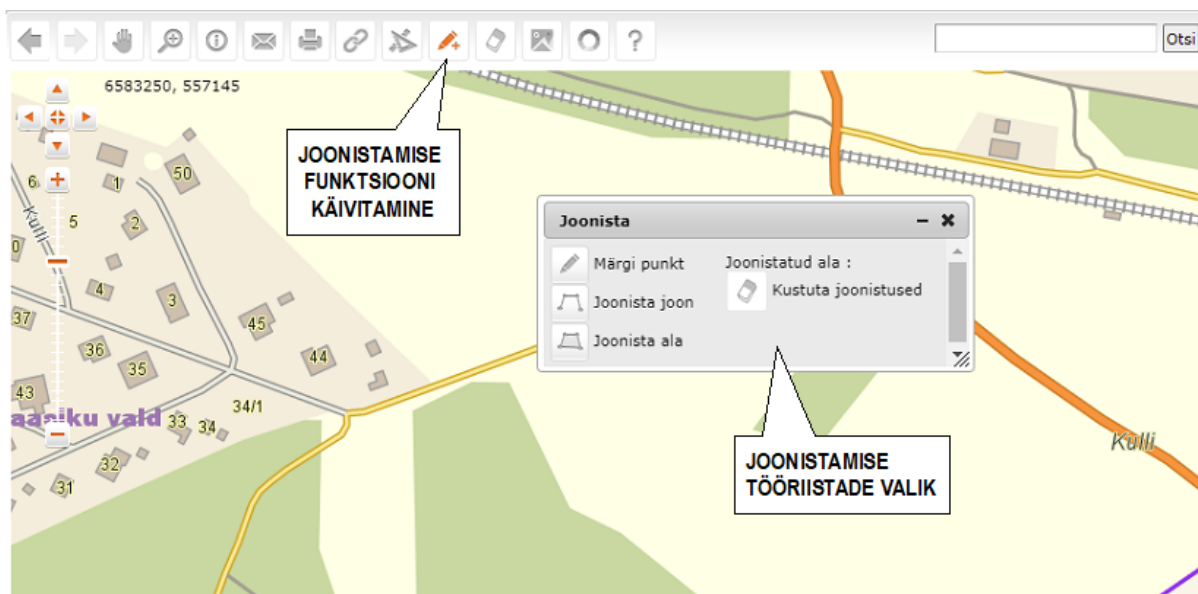 ?
Otsi
6583250, 557145
JOONISTAMISE
FUNKTSIOONI
KÄIVITAMINE
50
6
1
Kulli
5
2
0
4
3
37
45
36
35
44
43
34/1
aasiku vald
33
34
32
31
Joonista
Märgi punkt
Joonistatud ala :
Joonista joon
Kustuta joonistused
Joonista ala
Kulli
JOONISTAMISE
TÖÖRIISTADE VALIK